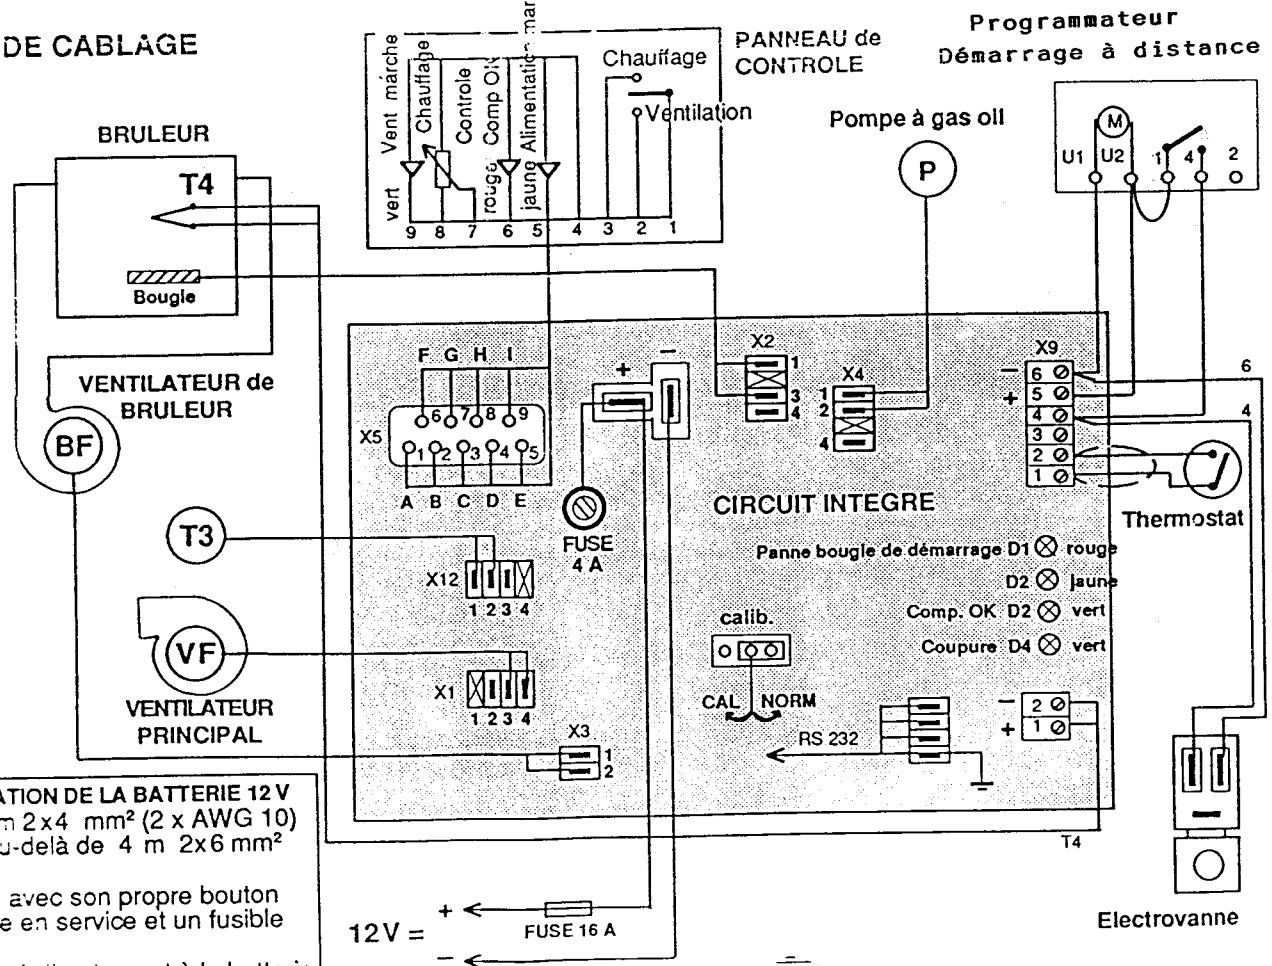 DE CABLAGE
PANNEAU de
CONTROLE
Programmateur
Démarrage à distance
BRULEUR
T4
Bougie
vert Vent marche
Chauffage
Controle
rouge Comp OK
jaune Alimentation mar
Chauffage
Ventilation
9 8 7 6 5 4 3 2 1
Pompe à gas oil
P
M
U1 U2 1 4 2
VENTILATEUR de
BRULEUR
BF
T3
VF
VENTILATEUR
PRINCIPAL
F G H I
X5
6 7 8 9
1 2 3 4 5
A B C D E
+ −
FUSE
4 A
X2
1
3
4
X4
1
2
4
X9
− 6
+ 5
4
3
2
1
6
4
Thermostat
CIRCUIT INTEGRE
Panne bougie de démarrage D1 rouge
D2 jaune
Comp. OK D2 vert
Coupure D4 vert
X12
1 2 3 4
X1
1 2 3 4
X3
1
2
calib.
CAL NORM
RS 232
− 2
+ 1
T4
Electrovanne
ATION DE LA BATTERIE 12 V
m 2x4 mm² (2 x AWG 10)
u-delà de 4 m 2x6 mm²
avec son propre bouton
e en service et un fusible
12V =
+
FUSE 16 A
−